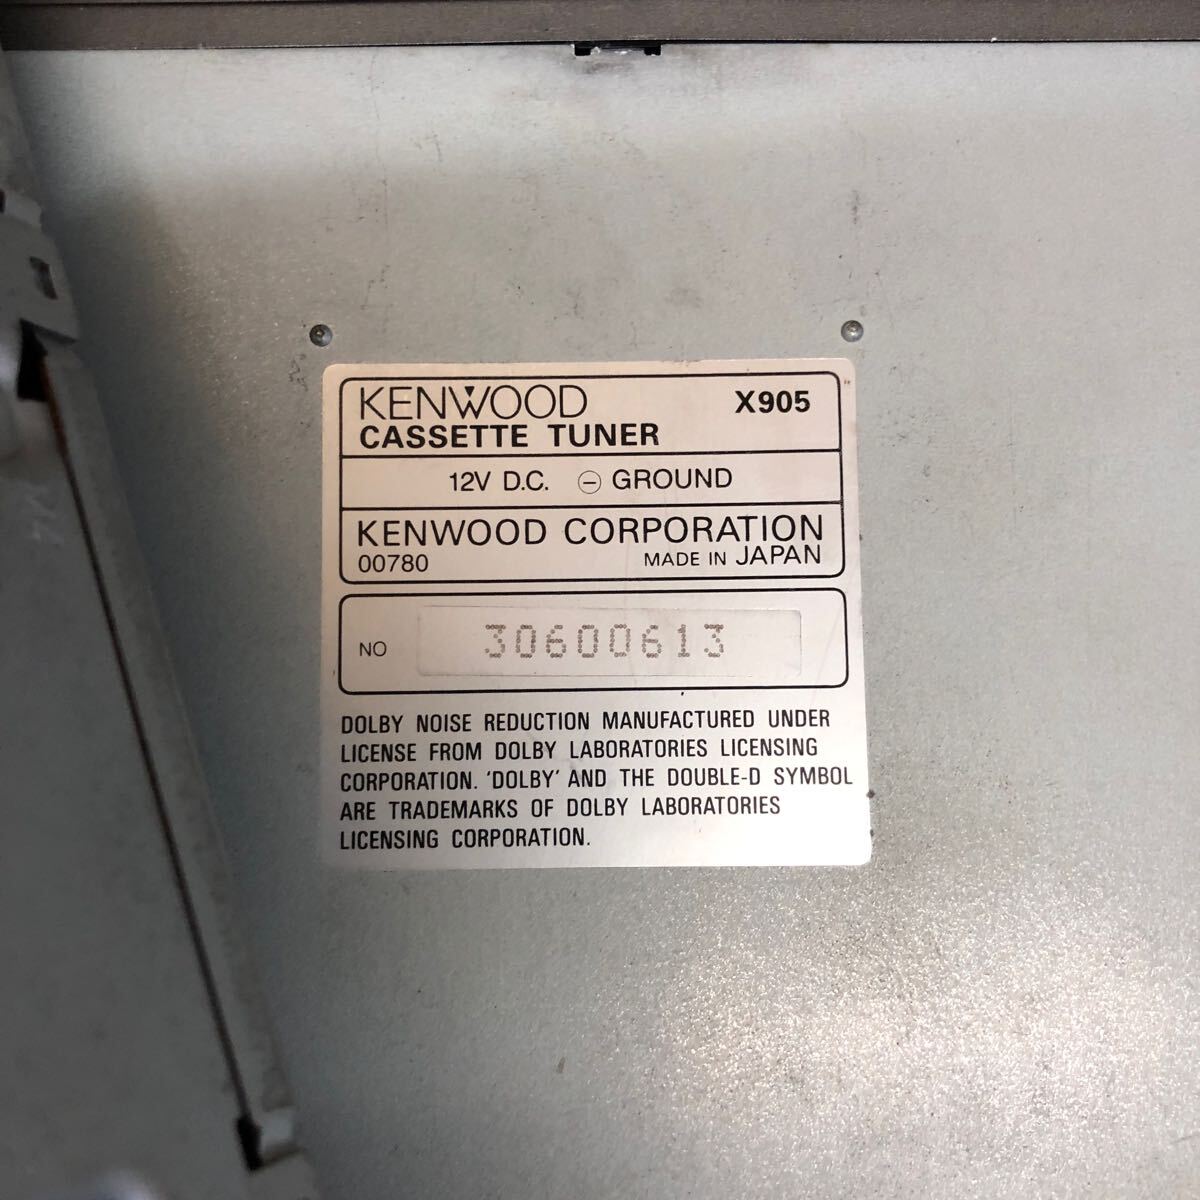 KENWOOD X905
CASSETTE TUNER
12V D.C. ⊖ GROUND
KENWOOD CORPORATION
00780 MADE IN JAPAN
NO 30600613
DOLBY NOISE REDUCTION MANUFACTURED UNDER
LICENSE FROM DOLBY LABORATORIES LICENSING
CORPORATION. 'DOLBY' AND THE DOUBLE-D SYMBOL
ARE TRADEMARKS OF DOLBY LABORATORIES
LICENSING CORPORATION.